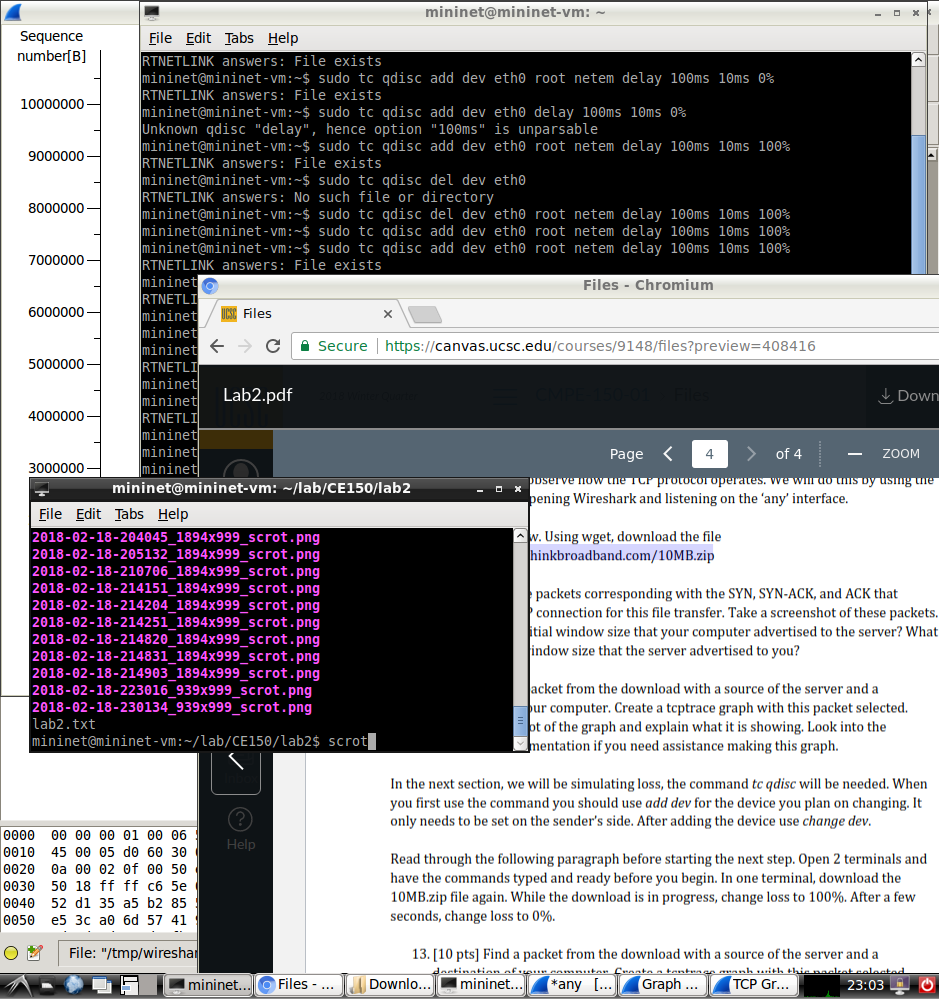 Sequence
number[B]
10000000
9000000
8000000
7000000
6000000
5000000
4000000
3000000
mininet@mininet-vm: ~
File Edit Tabs Help
RTNETLINK answers: File exists
mininet@mininet-vm:~$ sudo tc qdisc add dev eth0 root netem delay 100ms 10ms 0%
RTNETLINK answers: File exists
mininet@mininet-vm:~$ sudo tc qdisc add dev eth0 delay 100ms 10ms 0%
Unknown qdisc "delay", hence option "100ms" is unparsable
mininet@mininet-vm:~$ sudo tc qdisc add dev eth0 root netem delay 100ms 10ms 100%
RTNETLINK answers: File exists
mininet@mininet-vm:~$ sudo tc qdisc del dev eth0
RTNETLINK answers: No such file or directory
mininet@mininet-vm:~$ sudo tc qdisc del dev eth0 root netem delay 100ms 10ms 100%
mininet@mininet-vm:~$ sudo tc qdisc add dev eth0 root netem delay 100ms 10ms 100%
mininet@mininet-vm:~$ sudo tc qdisc add dev eth0 root netem delay 100ms 10ms 100%
RTNETLINK answers: File exists
mininet
RTNETLI
mininet
mininet
mininet
RTNETLI
mininet
mininet
RTNETLI
mininet
mininet
mininet
Files - Chromium
UCSC Files
Secure https://canvas.ucsc.edu/courses/9148/files?preview=408416
Lab2.pdf
Down
Page 4 of 4 ZOOM
observe how the TCP protocol operates. We will do this by using the
pening Wireshark and listening on the 'any' interface.
w. Using wget, download the file
hinkbroadband.com/10MB.zip
e packets corresponding with the SYN, SYN-ACK, and ACK that
P connection for this file transfer. Take a screenshot of these packets.
itial window size that your computer advertised to the server? What
indow size that the server advertised to you?
acket from the download with a source of the server and a
our computer. Create a tcptrace graph with this packet selected.
ot of the graph and explain what it is showing. Look into the
mentation if you need assistance making this graph.
In the next section, we will be simulating loss, the command tc qdisc will be needed. When
you first use the command you should use add dev for the device you plan on changing. It
only needs to be set on the sender's side. After adding the device use change dev.
Read through the following paragraph before starting the next step. Open 2 terminals and
have the commands typed and ready before you begin. In one terminal, download the
10MB.zip file again. While the download is in progress, change loss to 100%. After a few
seconds, change loss to 0%.
13. [10 pts] Find a packet from the download with a source of the server and a
destination of your computer. Create a tcptrace graph with this packet selected
Help
mininet@mininet-vm: ~/lab/CE150/lab2
File Edit Tabs Help
2018-02-18-204045_1894x999_scrot.png
2018-02-18-205132_1894x999_scrot.png
2018-02-18-210706_1894x999_scrot.png
2018-02-18-214151_1894x999_scrot.png
2018-02-18-214204_1894x999_scrot.png
2018-02-18-214251_1894x999_scrot.png
2018-02-18-214820_1894x999_scrot.png
2018-02-18-214831_1894x999_scrot.png
2018-02-18-214903_1894x999_scrot.png
2018-02-18-223016_939x999_scrot.png
2018-02-18-230134_939x999_scrot.png
lab2.txt
mininet@mininet-vm:~/lab/CE150/lab2$ scrot
0000 00 00 00 01 00 06
0010 45 00 05 d0 60 30
0020 0a 00 02 0f 00 50
0030 50 18 ff ff c6 5e
0040 52 d1 35 a5 b2 85
0050 e5 3c a0 6d 57 41
File: "/tmp/wireshar
mininet... Files - ... Downlo... mininet... *any [... Graph ... TCP Gr... 23:03